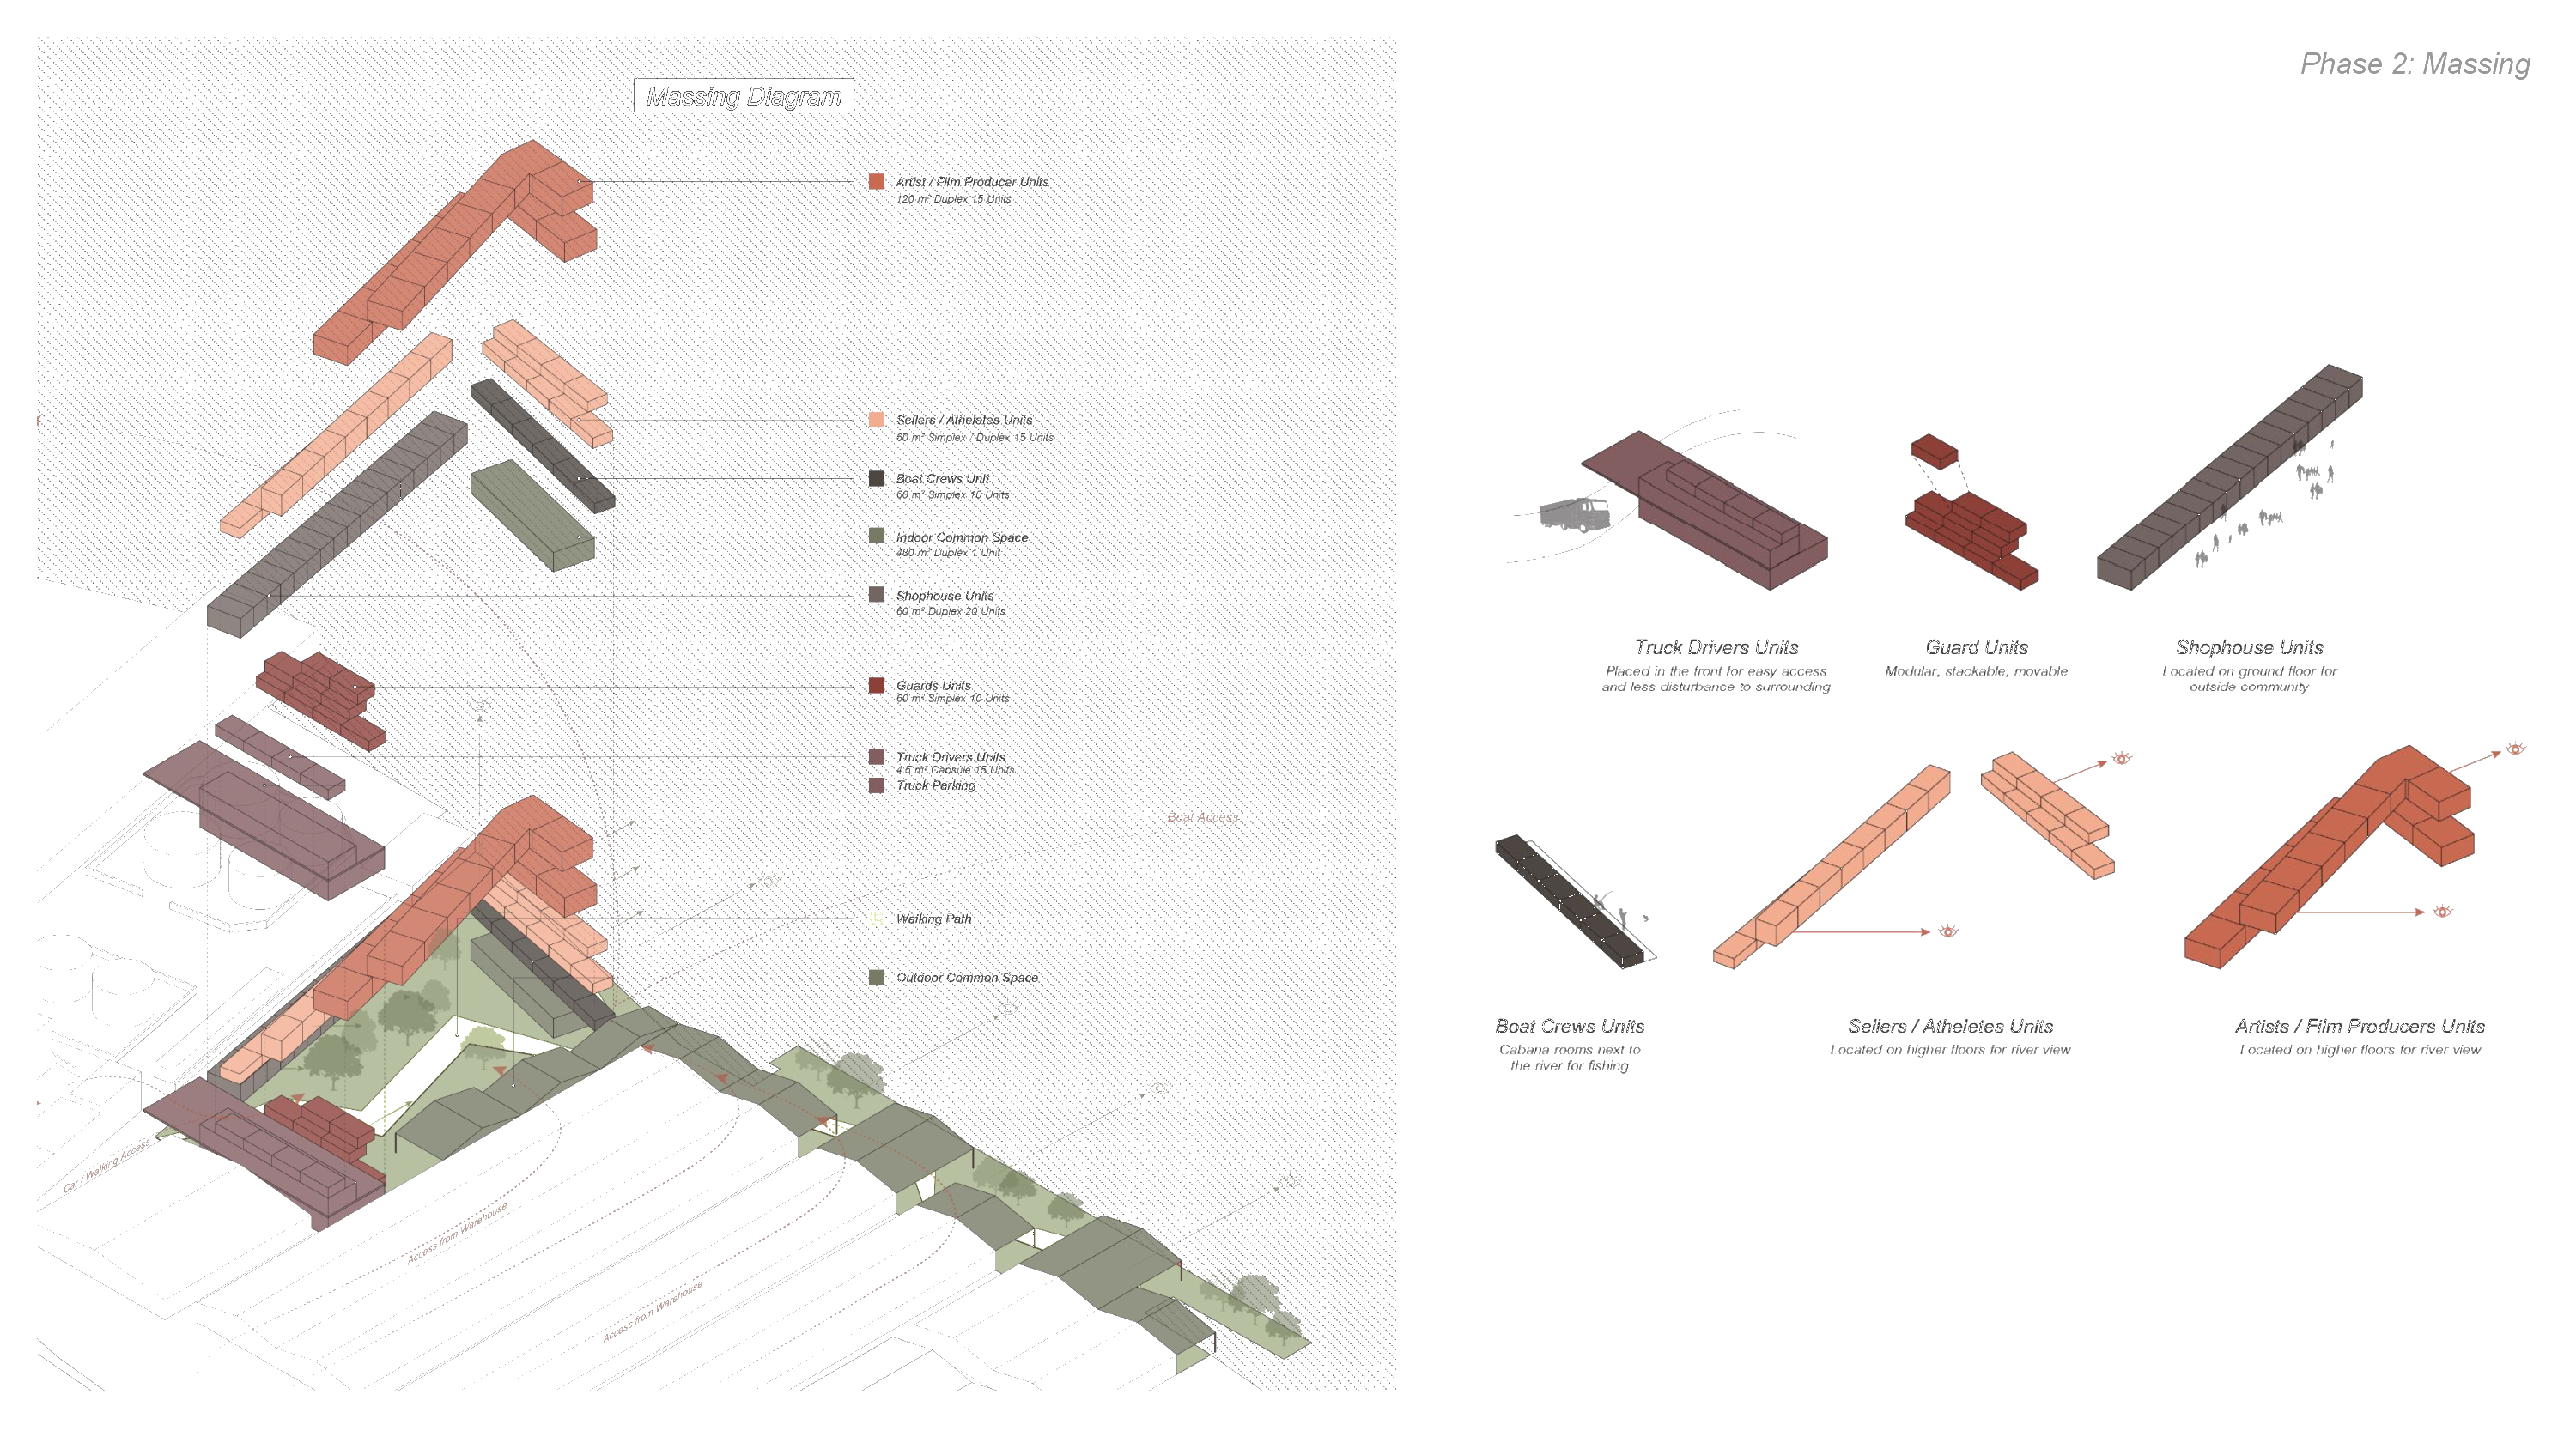 Phase 2: Massing
Massing Diagram
Artist / Film Producer Units
120 m² Duplex 15 Units
Sellers / Atheletes Units
60 m² Simplex / Duplex 15 Units
Boat Crews Unit
60 m² Simplex 10 Units
Indoor Common Space
480 m² Duplex 1 Unit
Shophouse Units
60 m² Duplex 20 Units
Guards Units
60 m² Simplex 10 Units
Truck Drivers Units
4.5 m² Capsule 15 Units
Truck Parking
Boat Access
Walking Path
Outdoor Common Space
Car / Walking Access
Access from Warehouse
Access from Warehouse
Truck Drivers Units
Placed in the front for easy access
and less disturbance to surrounding
Guard Units
Modular, stackable, movable
Shophouse Units
Located on ground floor for
outside community
Boat Crews Units
Cabana rooms next to
the river for fishing
Sellers / Atheletes Units
Located on higher floors for river view
Artists / Film Producers Units
Located on higher floors for river view